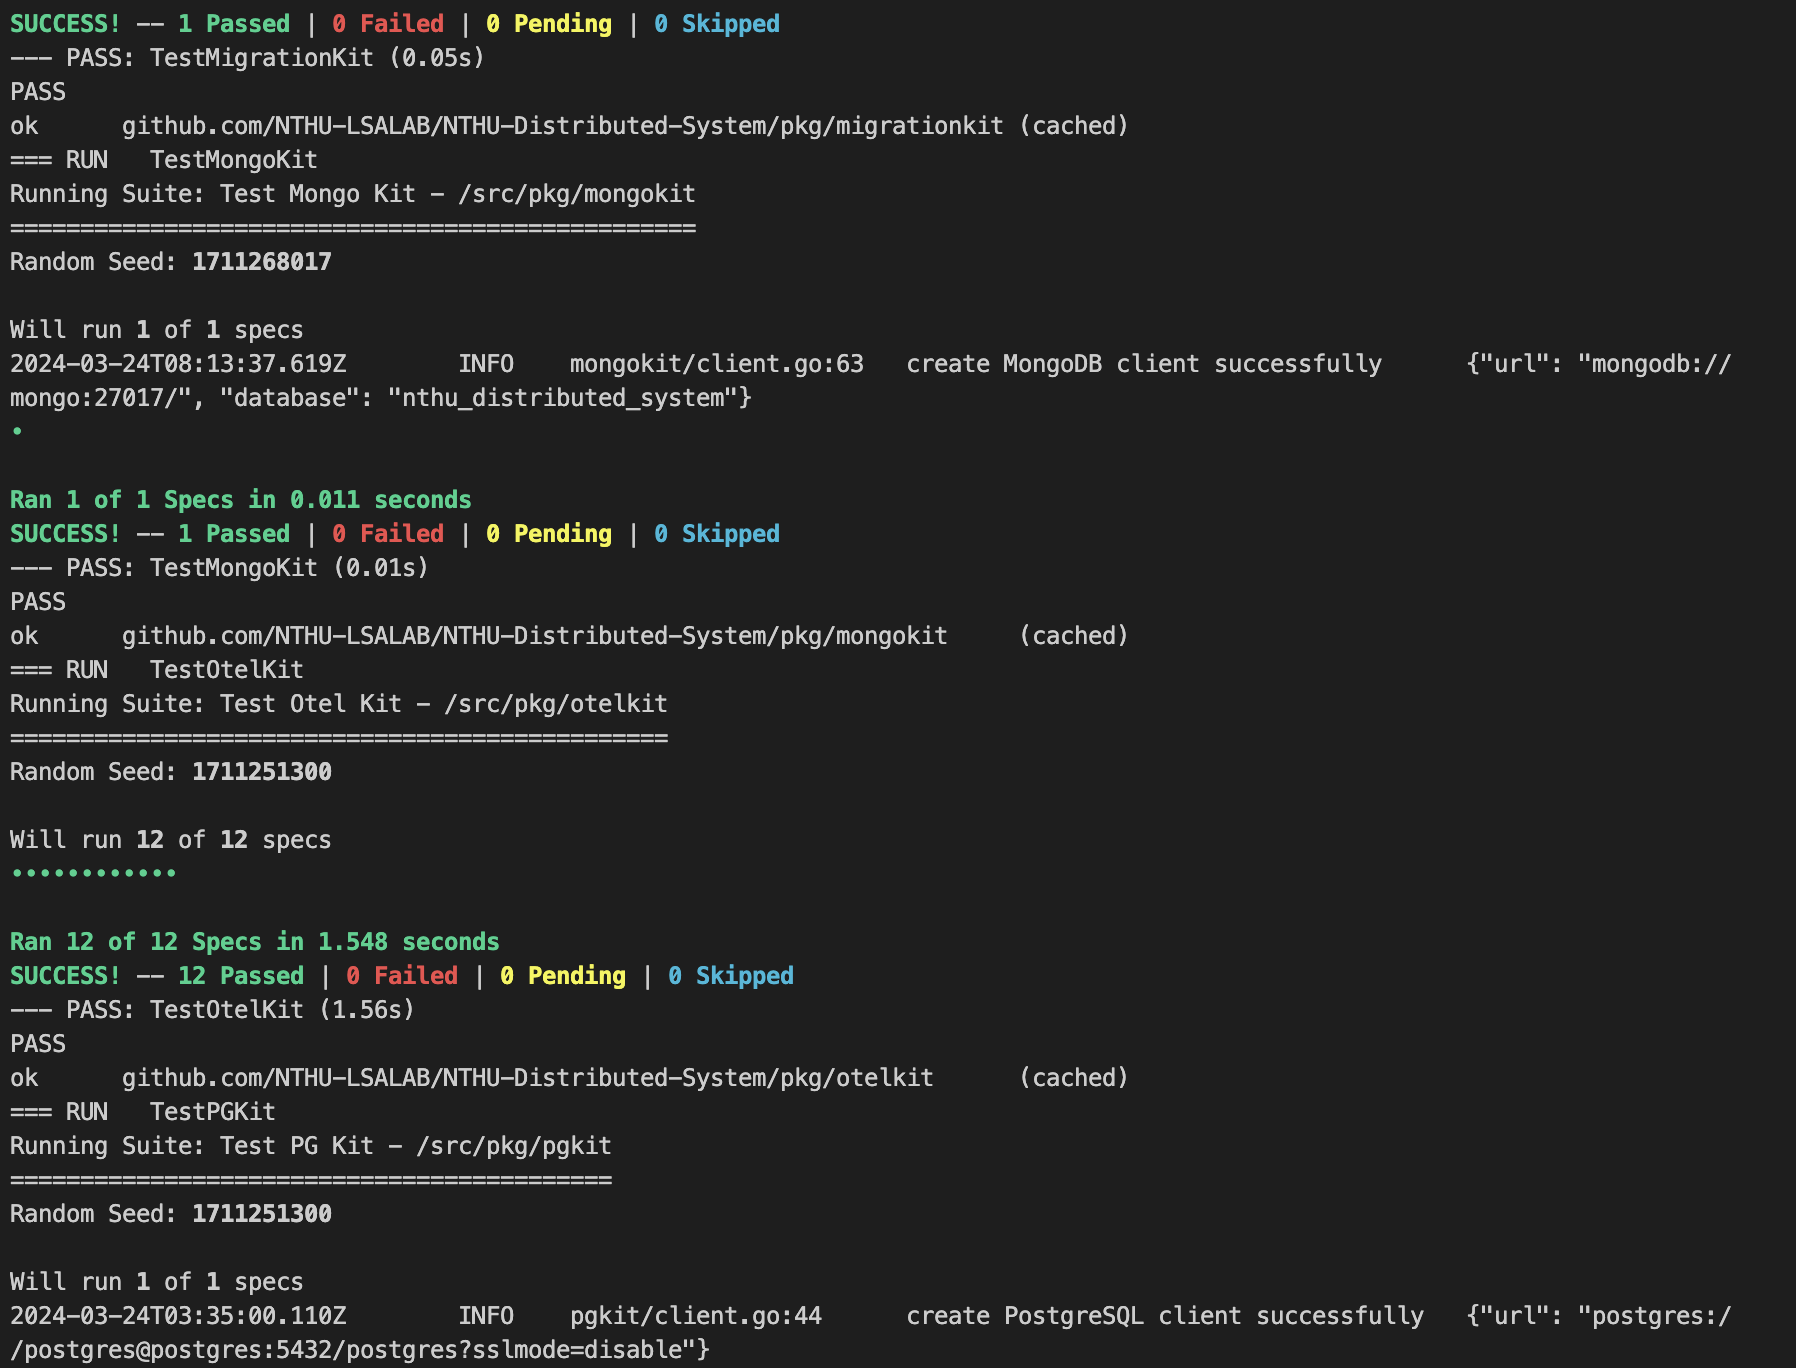 SUCCESS! -- 1 Passed | 0 Failed | 0 Pending | 0 Skipped
--- PASS: TestMigrationKit (0.05s)
PASS
ok      github.com/NTHU-LSALAB/NTHU-Distributed-System/pkg/migrationkit (cached)
=== RUN   TestMongoKit
Running Suite: Test Mongo Kit - /src/pkg/mongokit
=================================================
Random Seed: 1711268017
Will run 1 of 1 specs
2024-03-24T08:13:37.619Z        INFO    mongokit/client.go:63   create MongoDB client successfully      {"url": "mongodb://
mongo:27017/", "database": "nthu_distributed_system"}
•
Ran 1 of 1 Specs in 0.011 seconds
SUCCESS! -- 1 Passed | 0 Failed | 0 Pending | 0 Skipped
--- PASS: TestMongoKit (0.01s)
PASS
ok      github.com/NTHU-LSALAB/NTHU-Distributed-System/pkg/mongokit     (cached)
=== RUN   TestOtelKit
Running Suite: Test Otel Kit - /src/pkg/otelkit
===============================================
Random Seed: 1711251300
Will run 12 of 12 specs
••••••••••••
Ran 12 of 12 Specs in 1.548 seconds
SUCCESS! -- 12 Passed | 0 Failed | 0 Pending | 0 Skipped
--- PASS: TestOtelKit (1.56s)
PASS
ok      github.com/NTHU-LSALAB/NTHU-Distributed-System/pkg/otelkit      (cached)
=== RUN   TestPGKit
Running Suite: Test PG Kit - /src/pkg/pgkit
===========================================
Random Seed: 1711251300
Will run 1 of 1 specs
2024-03-24T03:35:00.110Z        INFO    pgkit/client.go:44      create PostgreSQL client successfully   {"url": "postgres:/
/postgres@postgres:5432/postgres?sslmode=disable"}